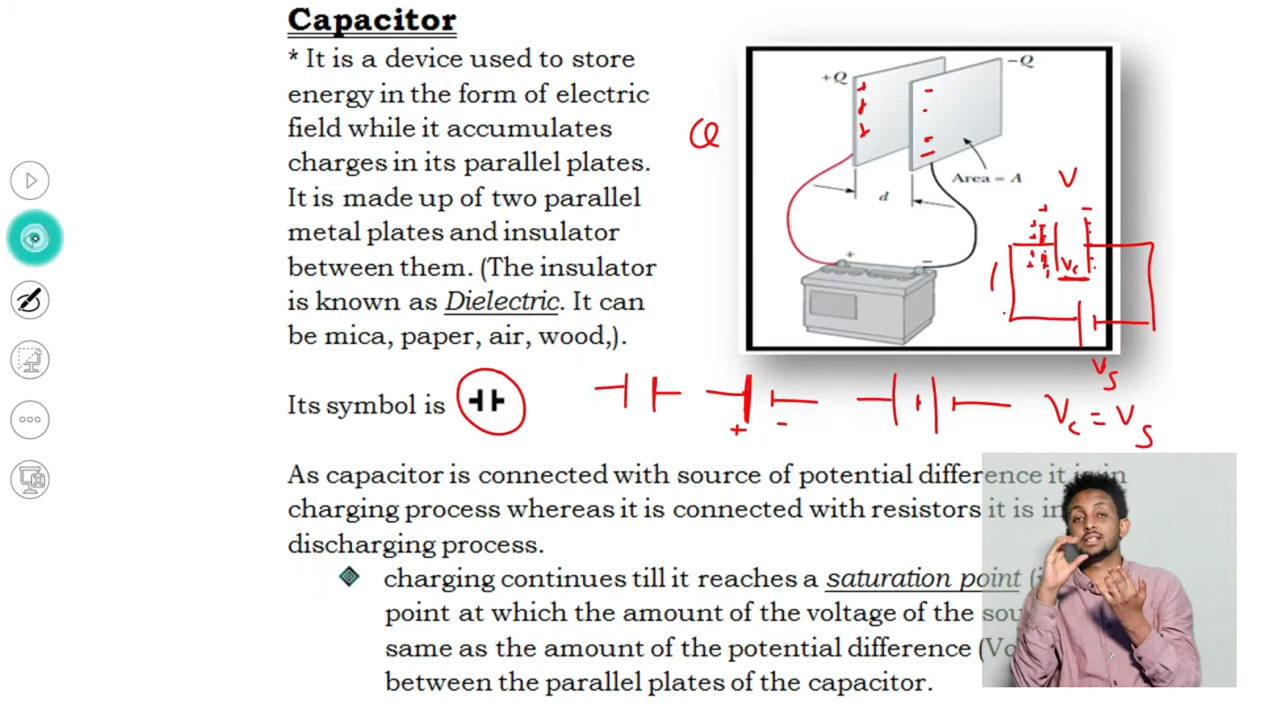 Capacitor
* It is a device used to store
energy in the form of electric
field while it accumulates
charges in its parallel plates.
It is made up of two parallel
metal plates and insulator
between them. (The insulator
is known as Dielectric. It can
be mica, paper, air, wood,).
Its symbol is
+Q
-Q
Q
Area = A
d
+
−
V
Vc
Vs
+ -
Vc = Vs
As capacitor is connected with source of potential difference it is in
charging process whereas it is connected with resistors it is in
discharging process.
charging continues till it reaches a saturation point
point at which the amount of the voltage of the
same as the amount of the potential difference
between the parallel plates of the capacitor.